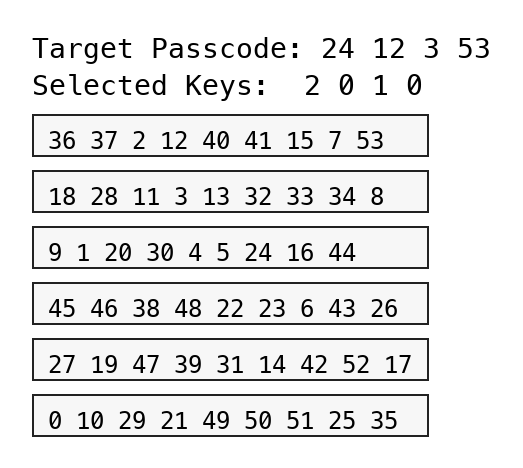 Target Passcode: 24 12 3 53
Selected Keys:  2 0 1 0
36 37 2 12 40 41 15 7 53
18 28 11 3 13 32 33 34 8
9 1 20 30 4 5 24 16 44
45 46 38 48 22 23 6 43 26
27 19 47 39 31 14 42 52 17
0 10 29 21 49 50 51 25 35